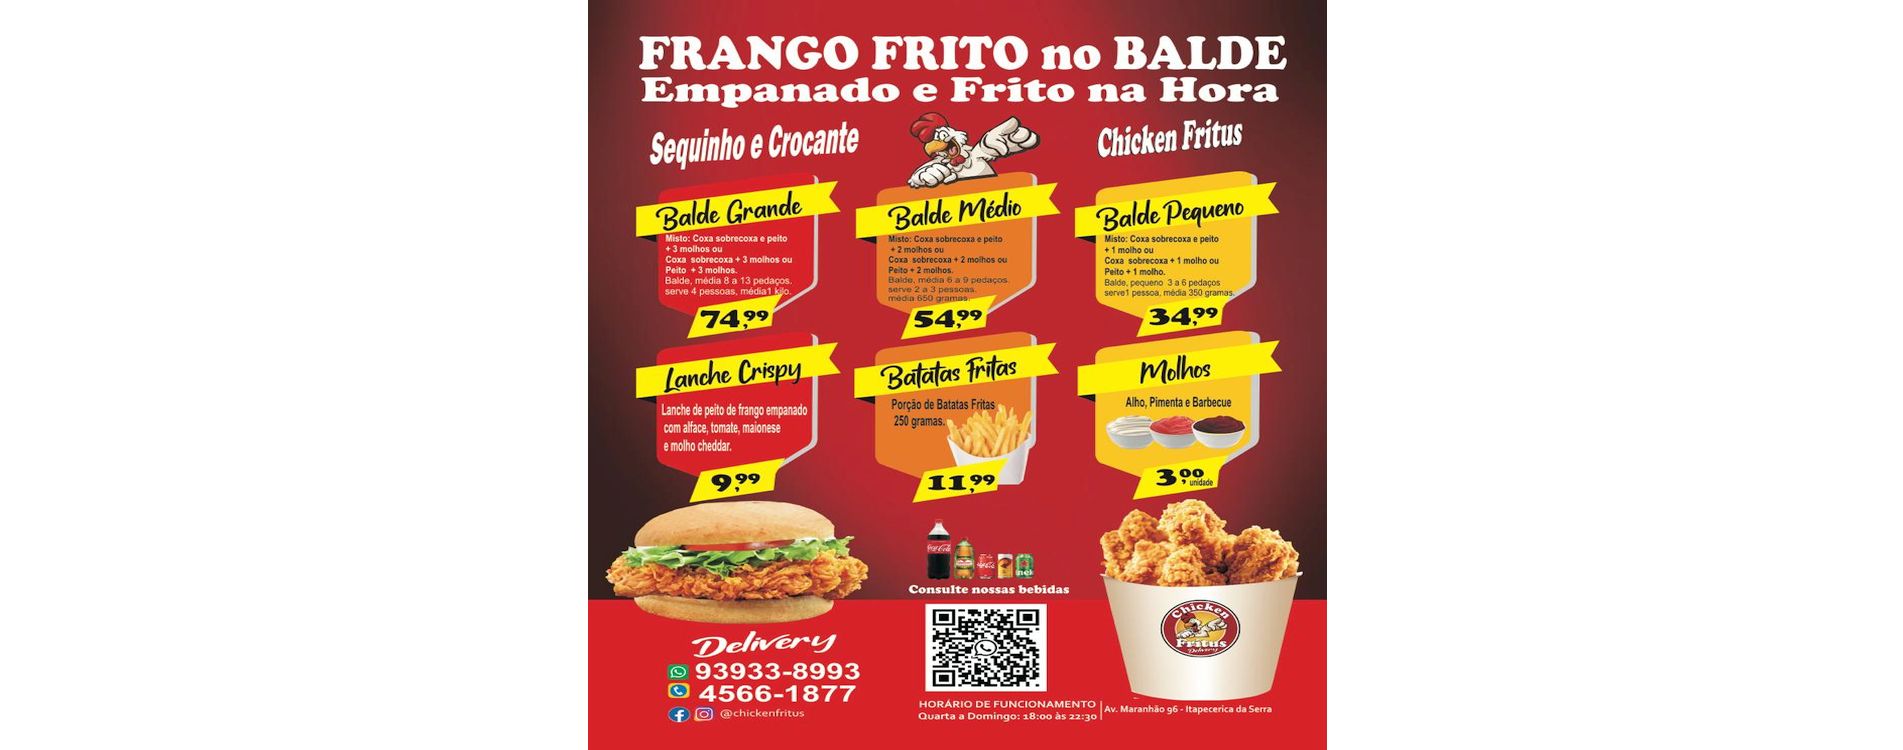 FRANGO FRITO no BALDE
Empanado e Frito na Hora
Sequinho e Crocante
Chicken Fritus
Balde Grande
Misto: Coxa sobrecoxa e peito
+ 3 molhos ou
Coxa sobrecoxa + 3 molhos ou
Peito + 3 molhos.
Balde, média 8 a 13 pedaços.
serve 4 pessoas, média1 kilo.
74,99
Balde Médio
Misto: Coxa sobrecoxa e peito
+ 2 molhos ou
Coxa sobrecoxa + 2 molhos ou
Peito + 2 molhos.
Balde, média 6 a 9 pedaços.
serve 2 a 3 pessoas.
média 650 gramas.
54,99
Balde Pequeno
Misto: Coxa sobrecoxa e peito
+ 1 molho ou
Coxa sobrecoxa + 1 molho ou
Peito + 1 molho.
Balde, pequeno 3 a 6 pedaços
serve1 pessoa, média 350 gramas.
34,99
Lanche Crispy
Lanche de peito de frango empanado
com alface, tomate, maionese
e molho cheddar.
9,99
Batatas Fritas
Porção de Batatas Fritas
250 gramas.
11,99
Molhos
Alho, Pimenta e Barbecue
3,00 unidade
Consulte nossas bebidas
Delivery
93933-8993
4566-1877
@chickenfritus
HORÁRIO DE FUNCIONAMENTO
Quarta a Domingo: 18:00 às 22:30
Av. Maranhão 96 - Itapecerica da Serra
Chicken
Fritus
Delivery